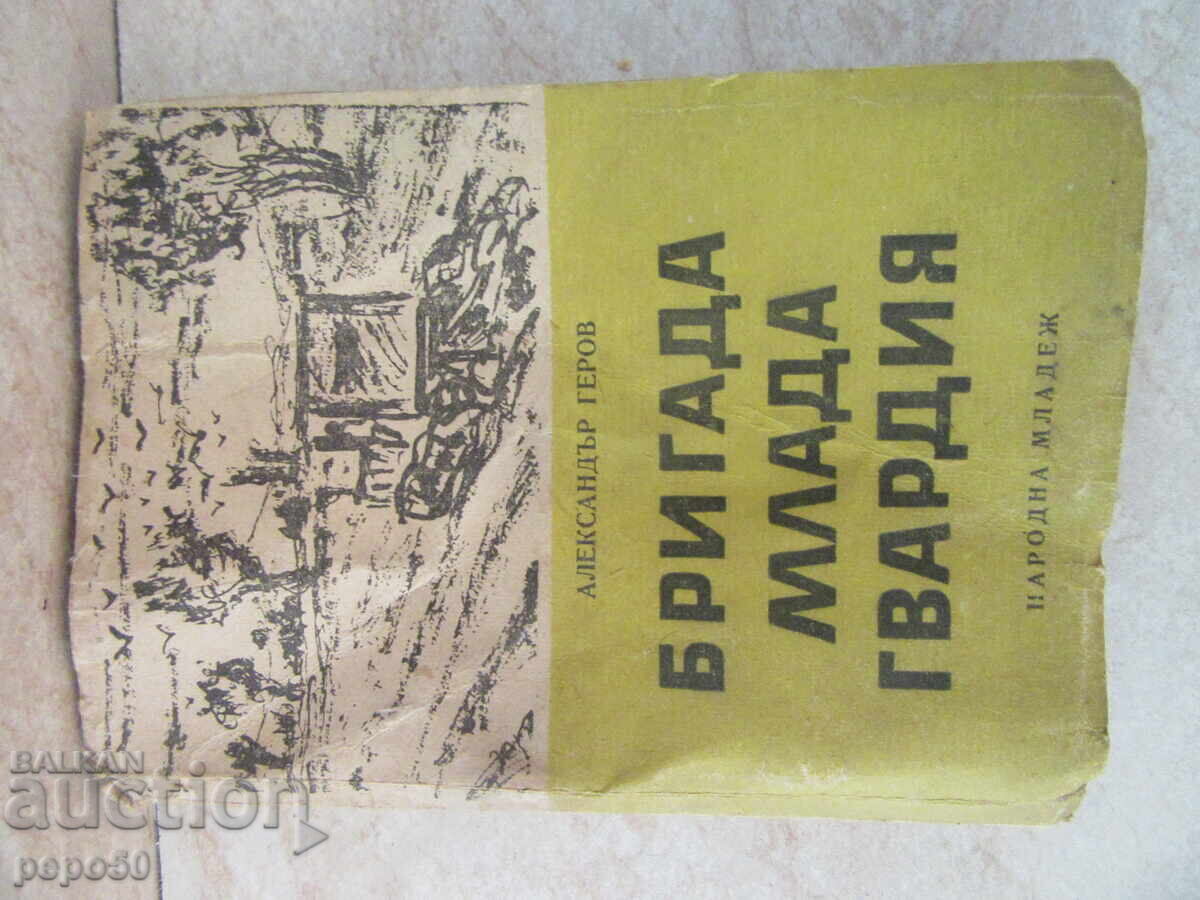 АЛЕКСАНДЪР ГЕРОВ
БРИГАДА
МЛАДА
ГВАРДИЯ
НАРОДНА МЛАДЕЖ
BALKAN
auction
pepo50